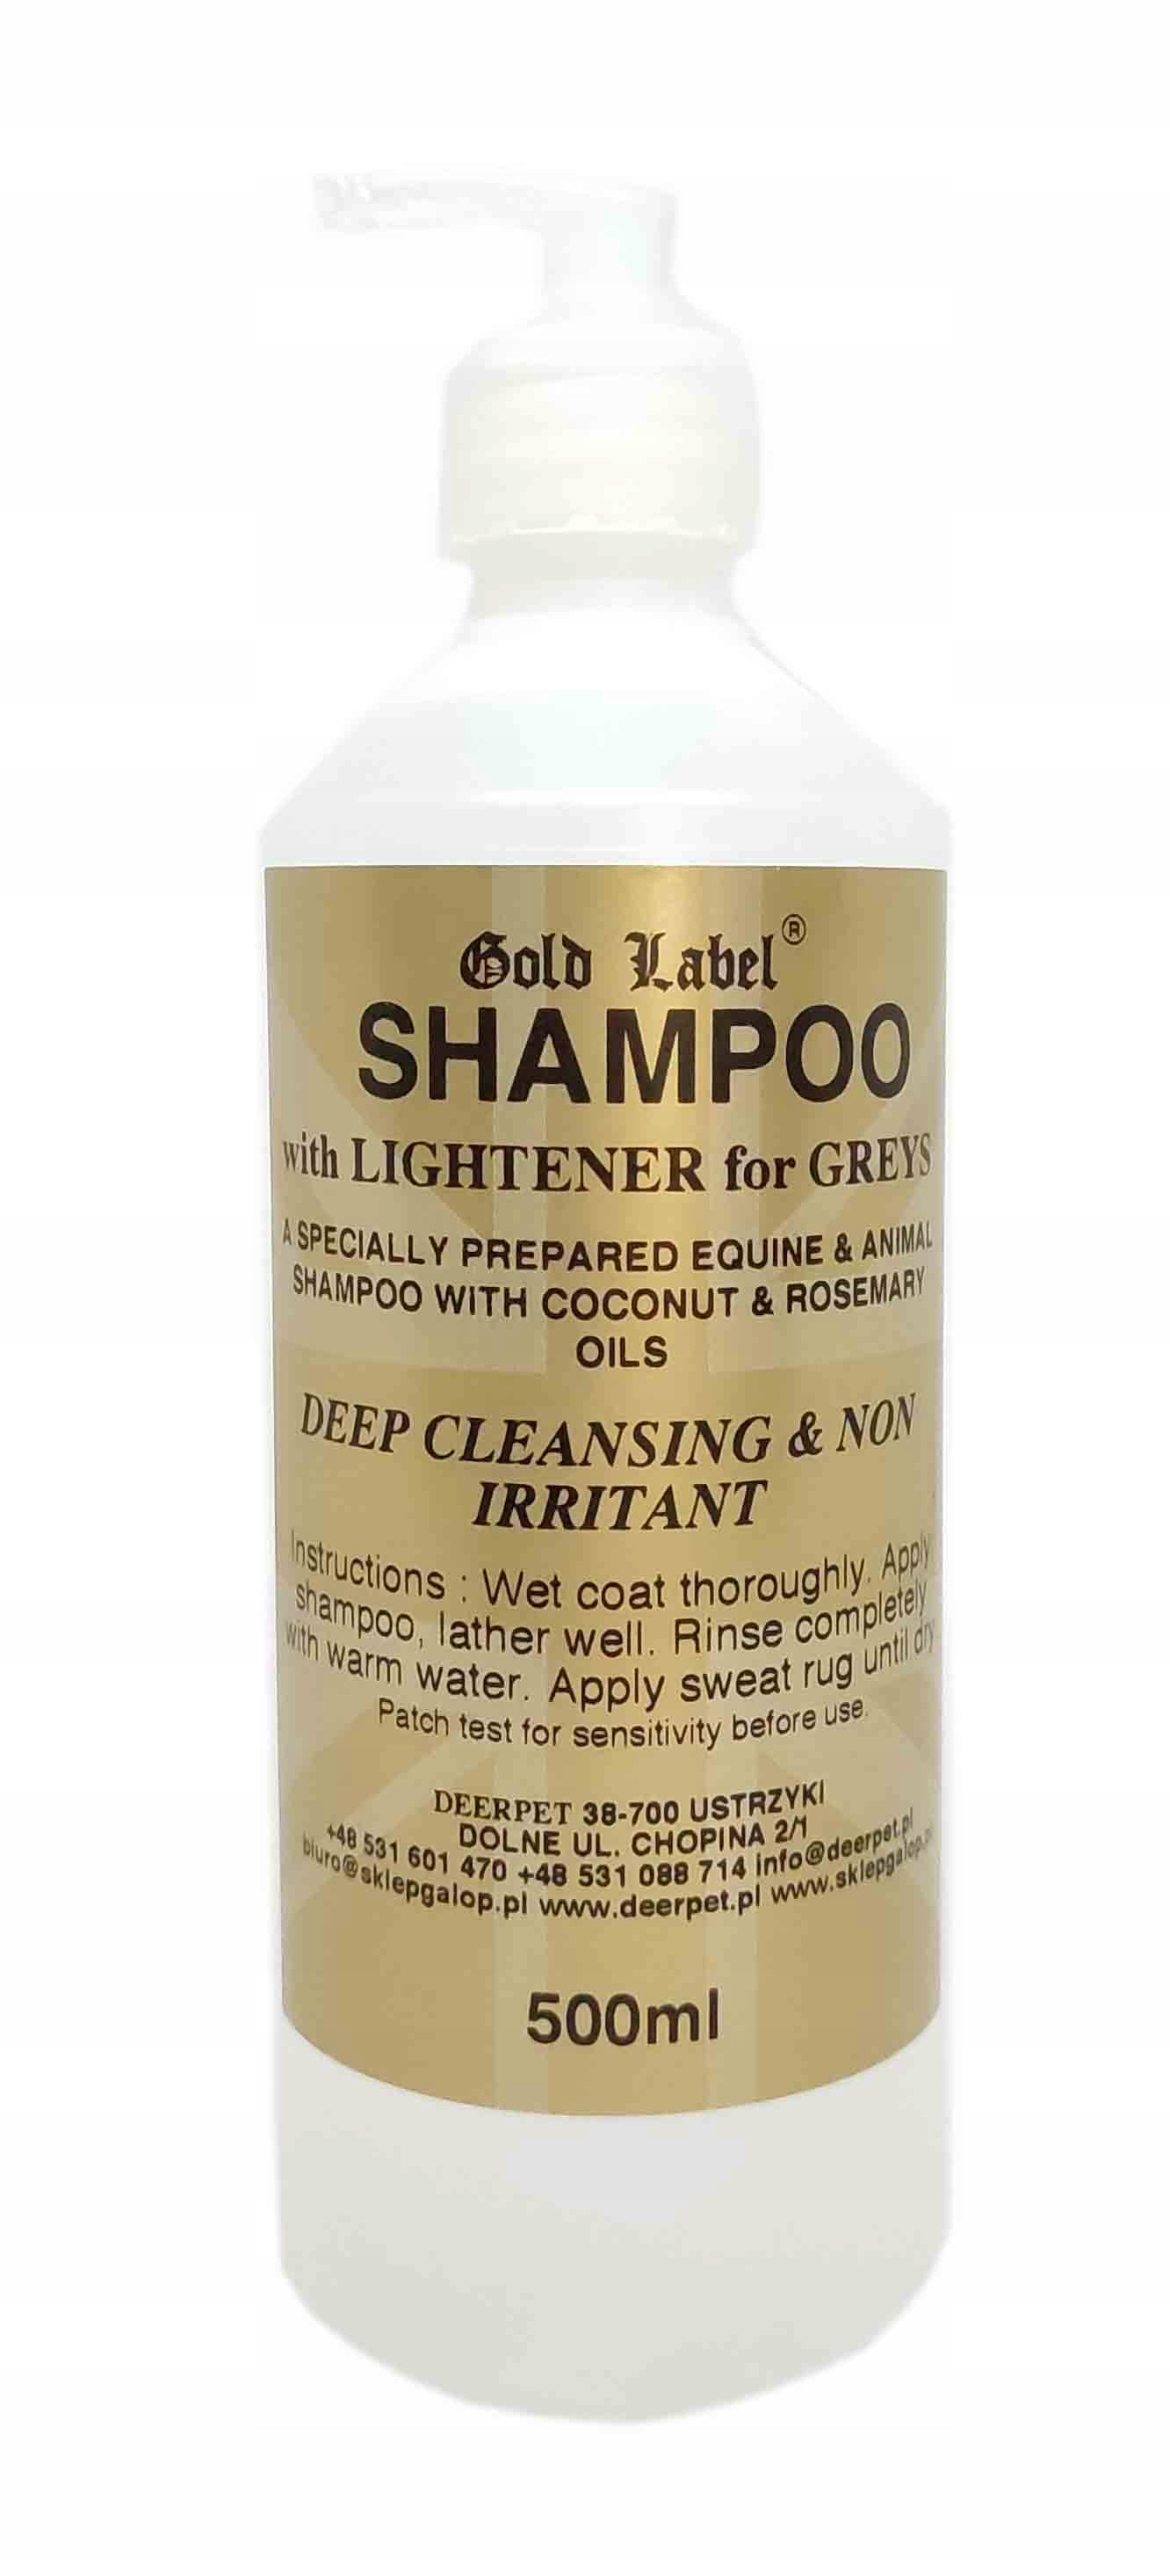 Gold Label®
SHAMPOO
with LIGHTENER for GREYS
A SPECIALLY PREPARED EQUINE & ANIMAL
SHAMPOO WITH COCONUT & ROSEMARY
OILS
DEEP CLEANSING & NON
IRRITANT
Instructions : Wet coat thoroughly. Apply
shampoo, lather well. Rinse completely
with warm water. Apply sweat rug until dry
Patch test for sensitivity before use.
DEERPET 38-700 USTRZYKI
DOLNE UL. CHOPINA 2/1
+48 531 601 470 +48 531 088 714 info@deerpet.pl
biuro@sklepgalop.pl www.deerpet.pl www.sklepgalop.p
500ml